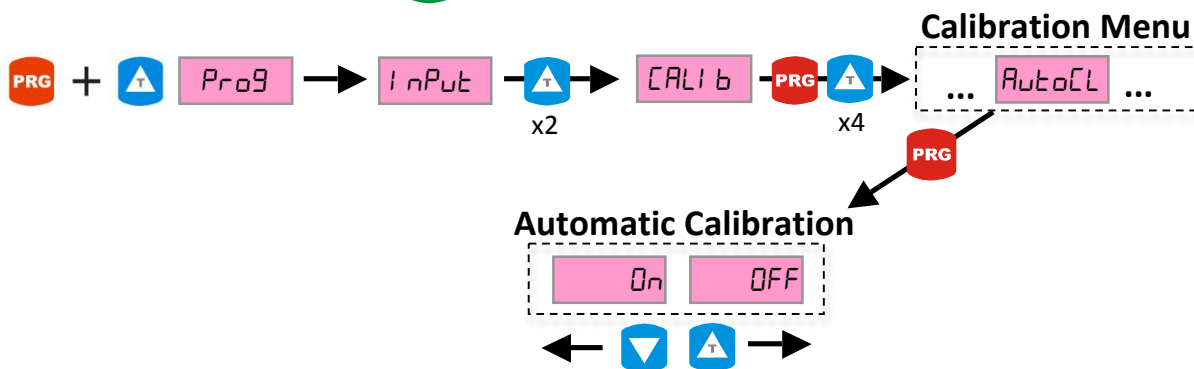 Calibration Menu
PRG + T Prog InPut T CALIb PRG T ... AutoCL ...
x2 x4
PRG
Automatic Calibration
On OFF
T